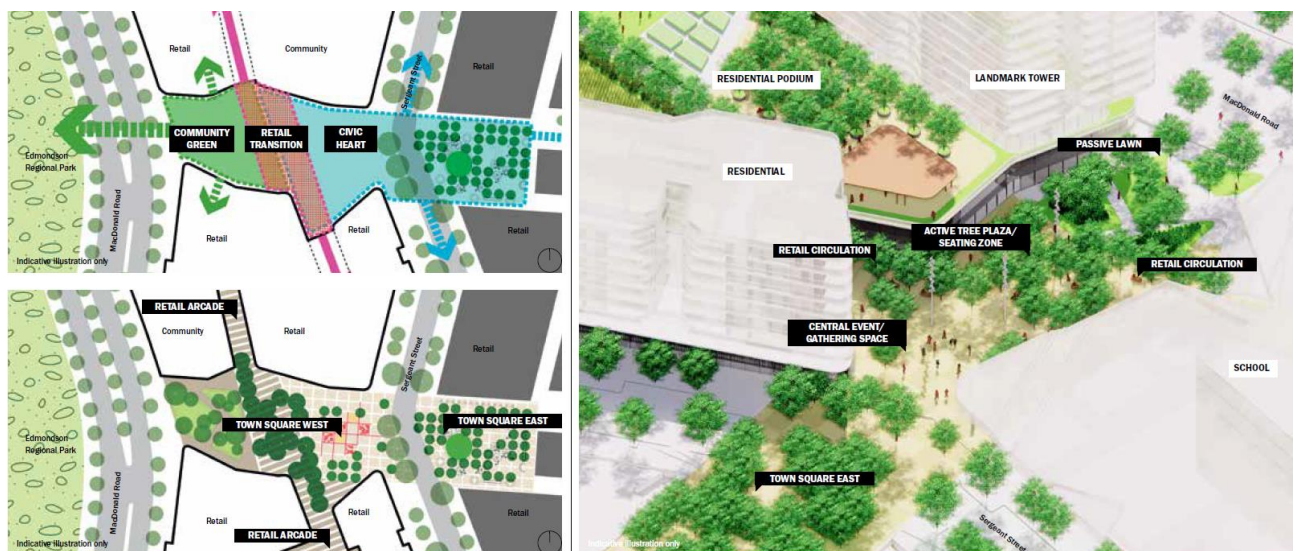 Retail
Community
Retail
Sergeant Street
COMMUNITY
GREEN
RETAIL
TRANSITION
CIVIC
HEART
Edmondson
Regional Park
MacDonald Road
Retail
Retail
Retail
Indicative illustration only
RETAIL ARCADE
Community
Retail
Retail
Sergeant Street
TOWN SQUARE WEST
TOWN SQUARE EAST
Edmondson
Regional Park
MacDonald Road
Retail
Retail
Retail
RETAIL ARCADE
Indicative illustration only
RESIDENTIAL PODIUM
LANDMARK TOWER
MacDonald Road
PASSIVE LAWN
RESIDENTIAL
ACTIVE TREE PLAZA/
SEATING ZONE
RETAIL CIRCULATION
RETAIL CIRCULATION
CENTRAL EVENT/
GATHERING SPACE
SCHOOL
TOWN SQUARE EAST
Sergeant Street
Indicative illustration only